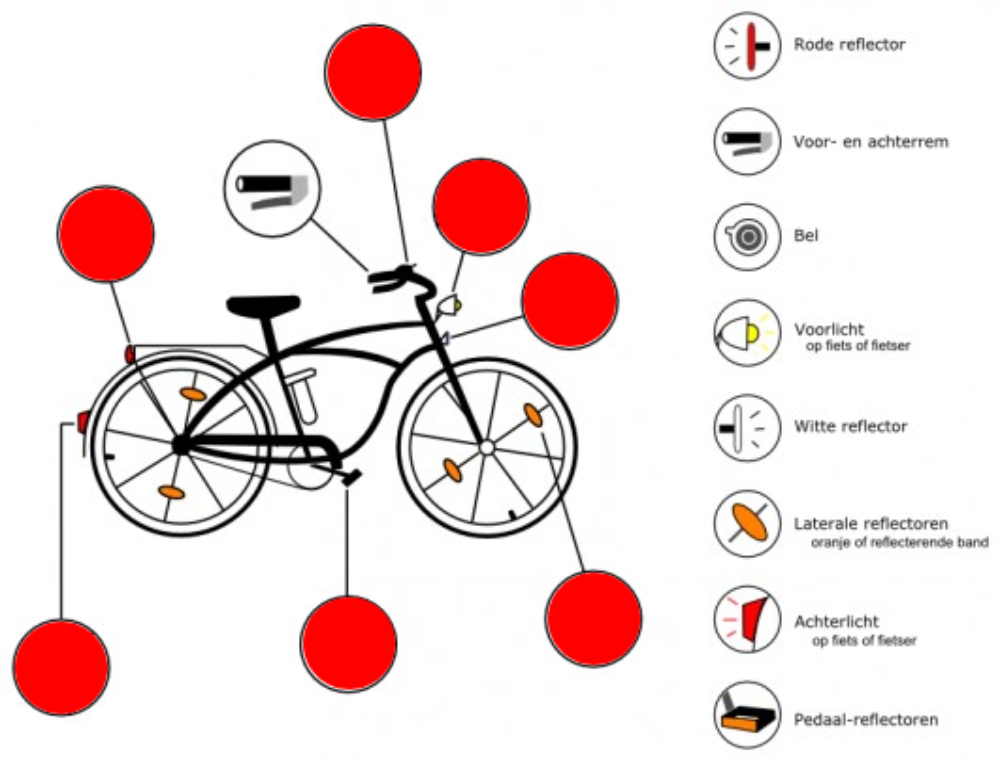 Rode reflector
Voor- en achterrem
Bel
Voorlicht
op fiets of fietser
Witte reflector
Laterale reflectoren
oranje of reflecterende band
Achterlicht
op fiets of fietser
Pedaal-reflectoren